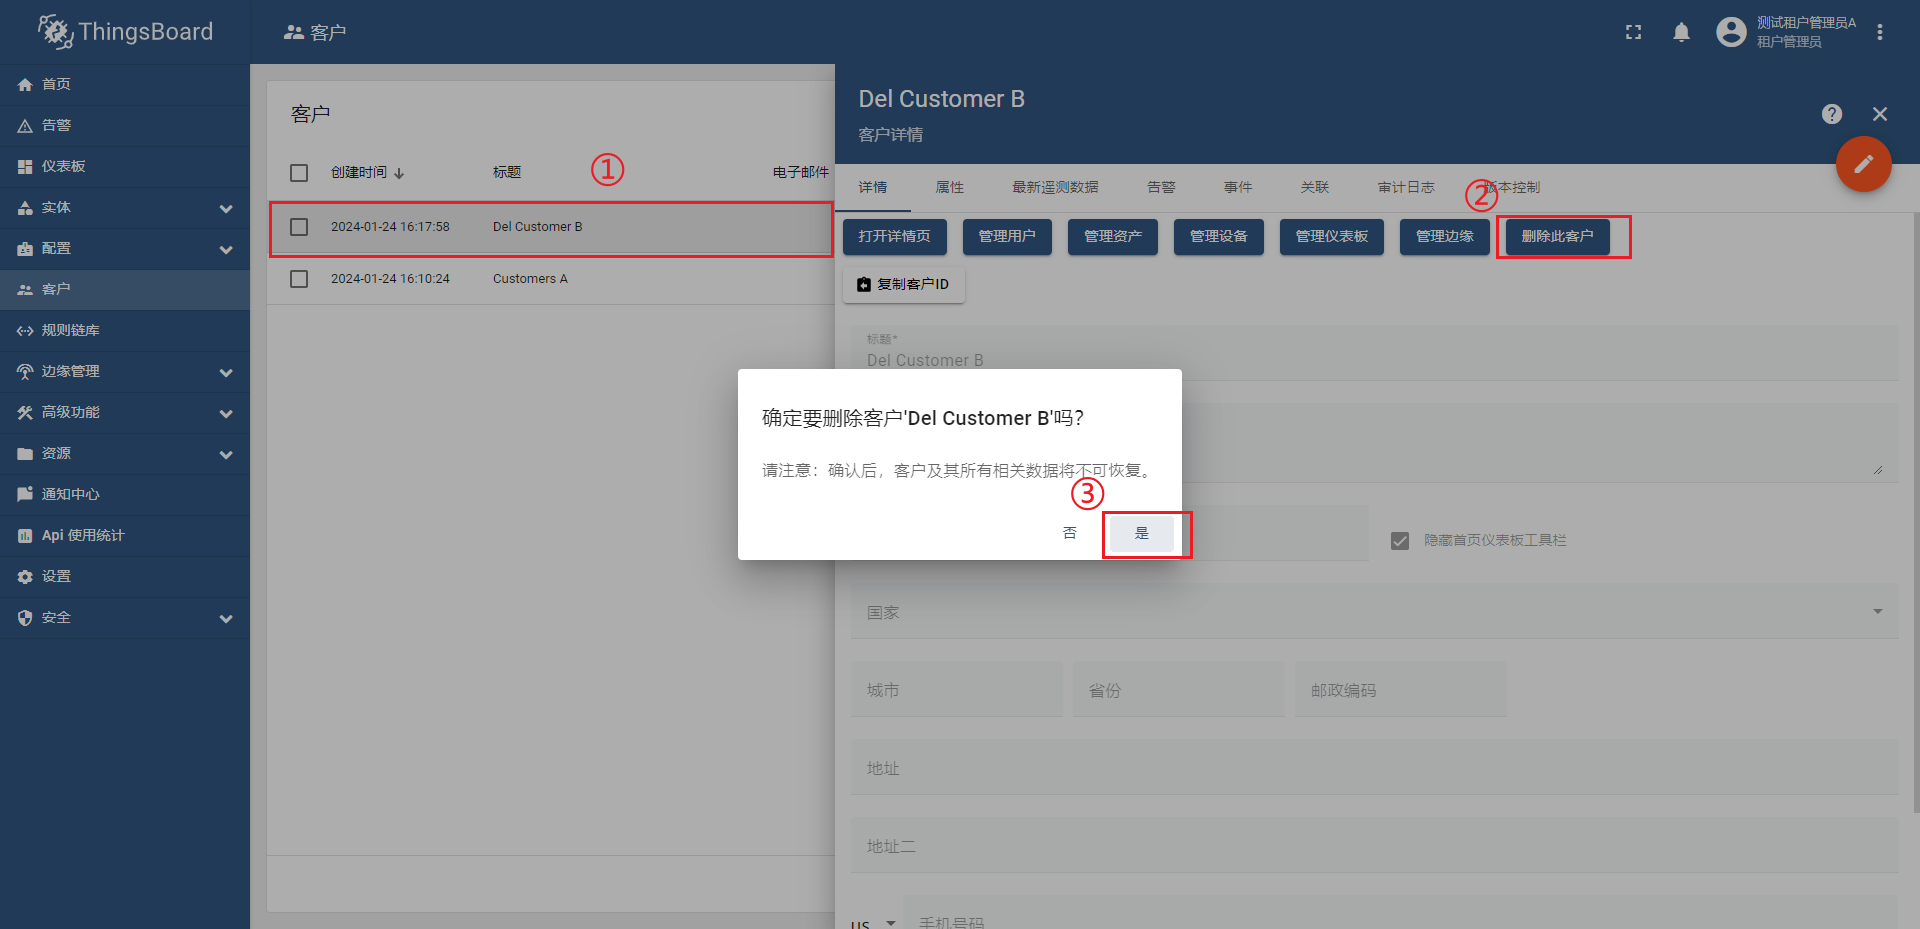 ThingsBoard
客户
测试租户管理员A
租户管理员
首页
告警
仪表板
实体
配置
客户
规则链库
边缘管理
高级功能
资源
通知中心
Api 使用统计
设置
安全
客户
创建时间
标题
①
电子邮件
2024-01-24 16:17:58
Del Customer B
2024-01-24 16:10:24
Customers A
Del Customer B
客户详情
详情
属性
最新遥测数据
告警
事件
关联
审计日志
②
版本控制
打开详情页
管理用户
管理资产
管理设备
管理仪表板
管理边缘
删除此客户
复制客户ID
标题*
Del Customer B
确定要删除客户'Del Customer B'吗?
请注意：确认后，客户及其所有相关数据将不可恢复。
③
否
是
隐藏首页仪表板工具栏
国家
城市
省份
邮政编码
地址
地址二
US
手机号码